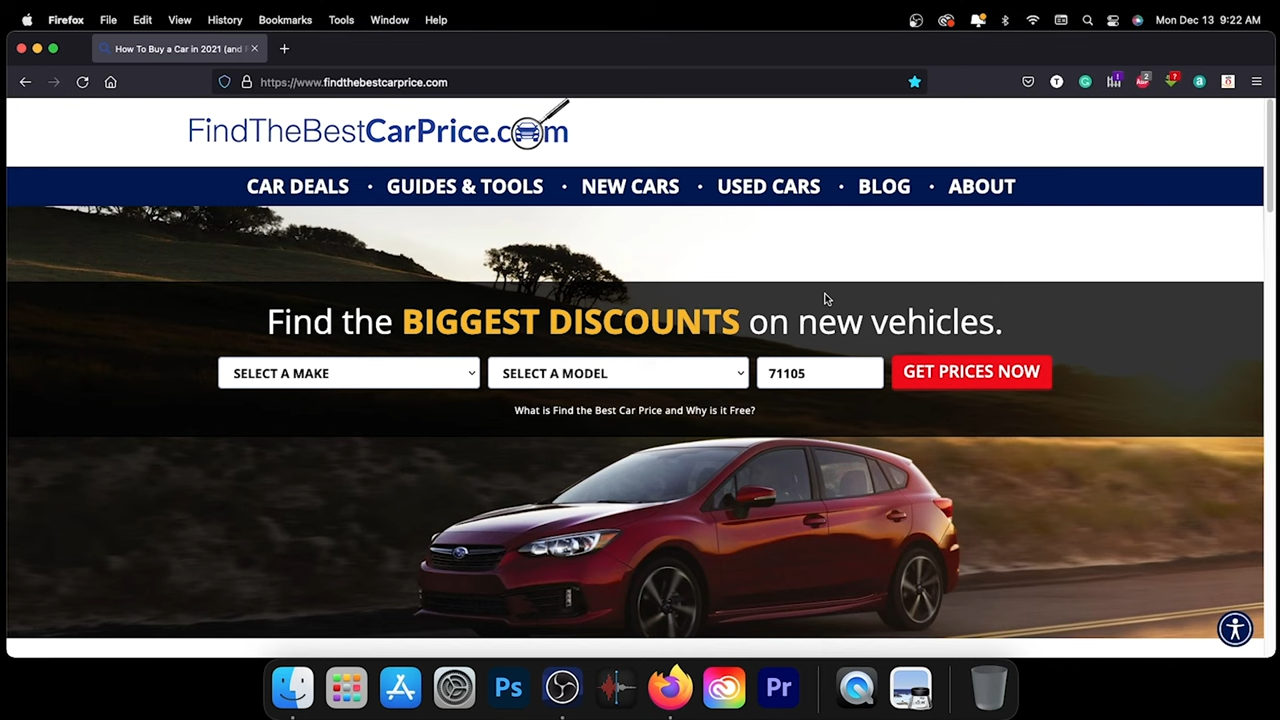 Firefox File Edit View History Bookmarks Tools Window Help Mon Dec 13 9:22 AM
How To Buy a Car in 2021 (and
https://www.findthebestcarprice.com
FindTheBestCarPrice.com
CAR DEALS • GUIDES & TOOLS • NEW CARS • USED CARS • BLOG • ABOUT
Find the BIGGEST DISCOUNTS on new vehicles.
SELECT A MAKE SELECT A MODEL 71105 GET PRICES NOW
What is Find the Best Car Price and Why is it Free?
Ps Pr